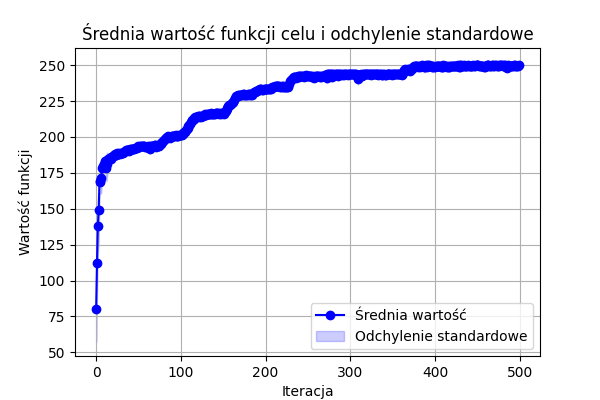 Średnia wartość funkcji celu i odchylenie standardowe
250
225
200
175
150
125
100
75
50
Wartość funkcji
0 100 200 300 400 500
Iteracja
Średnia wartość
Odchylenie standardowe